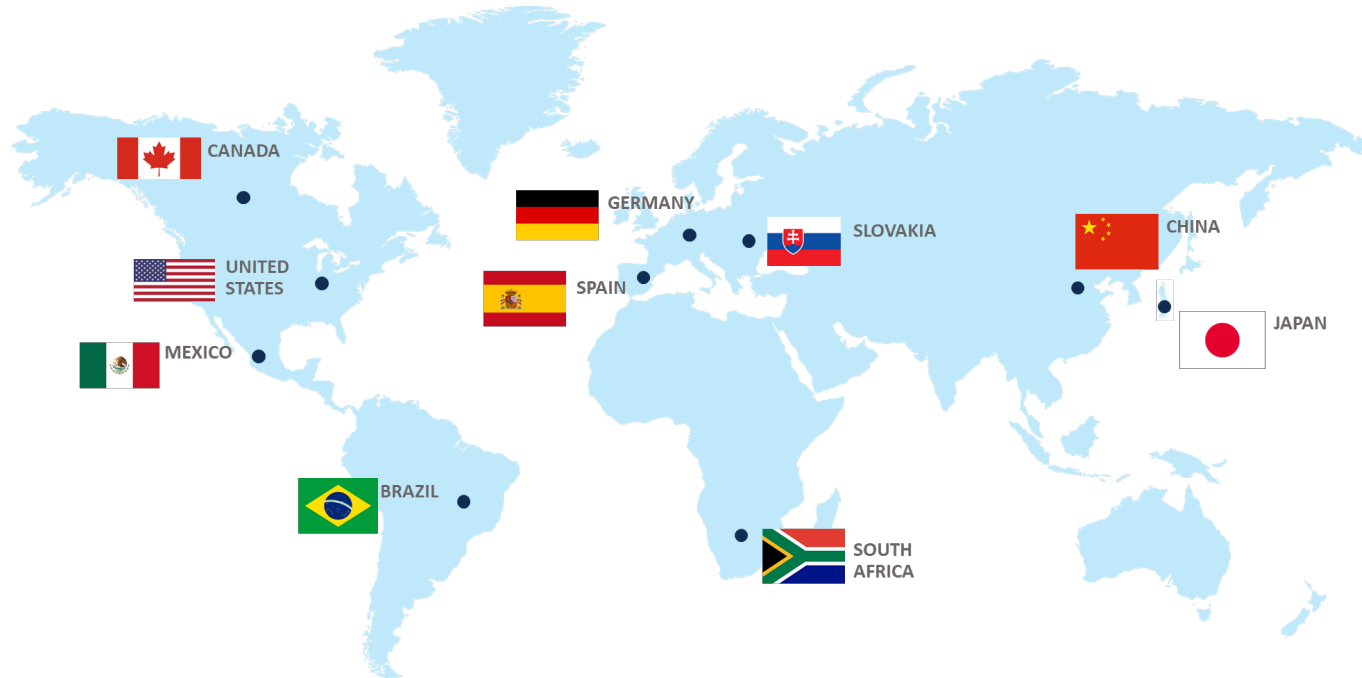 CANADA
GERMANY
CHINA
SLOVAKIA
UNITED
STATES
SPAIN
JAPAN
MEXICO
BRAZIL
SOUTH
AFRICA